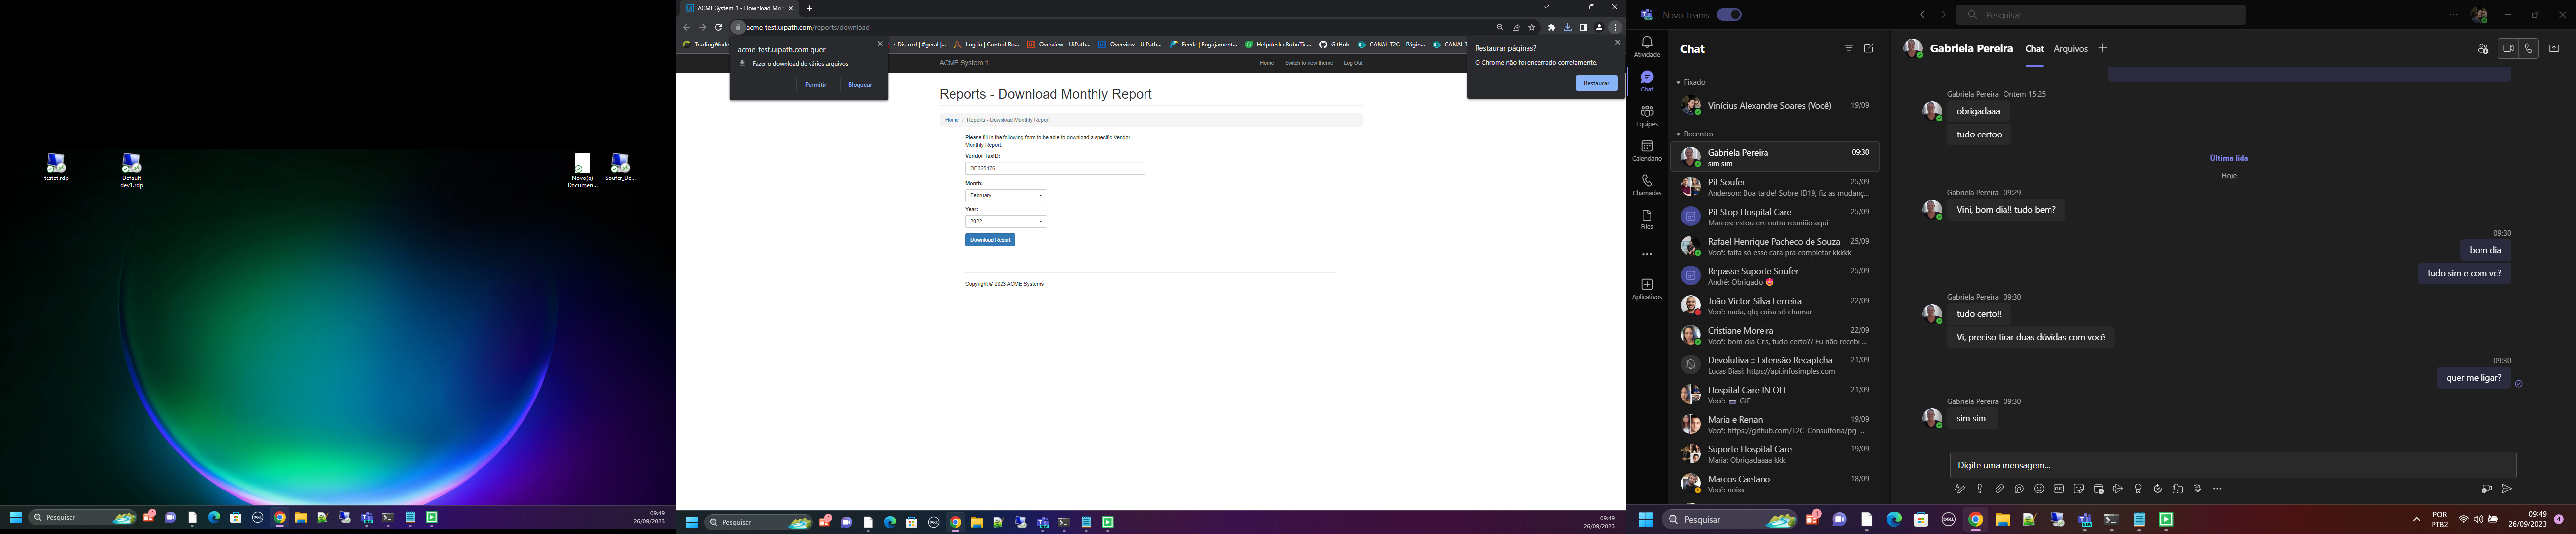 testet.rdp
Default
dev1.rdp
Novo(a)
Documen...
Soufer_De...
Pesquisar
09:49
26/09/2023
ACME System 1 - Download Mon
acme-test.uipath.com/reports/download
TradingWorks
Discord | #geral |...
Log in | Control Ro...
Overview - UiPath...
Overview - UiPath...
Feedz | Engajament...
Helpdesk : RoboTic...
GitHub
CANAL T2C – Págin...
CANAL T
acme-test.uipath.com quer
Fazer o download de vários arquivos
Permitir
Bloquear
Restaurar páginas?
O Chrome não foi encerrado corretamente.
Restaurar
ACME System 1
Home
Switch to new theme
Log Out
Reports - Download Monthly Report
Home / Reports - Download Monthly Report
Please fill in the following form to be able to download a specific Vendor
Monthly Report.
Vendor TaxID:
DE325476
Month:
February
Year:
2022
Download Report
Copyright © 2023 ACME Systems
Pesquisar
09:49
26/09/2023
Novo Teams
Pesquisar
Atividade
Chat
Equipes
Calendário
Chamadas
Files
Aplicativos
Chat
Fixado
Vinícius Alexandre Soares (Você) 19/09
Recentes
Gabriela Pereira 09:30
sim sim
Pit Soufer 25/09
Anderson: Boa tarde! Sobre ID19, fiz as mudanç...
Pit Stop Hospital Care 25/09
Marcos: estou em outra reunião aqui
Rafael Henrique Pacheco de Souza 25/09
Você: falta só esse cara pra completar kkkkk
Repasse Suporte Soufer 25/09
André: Obrigado 😍
João Victor Silva Ferreira 22/09
Você: nada, qlq coisa só chamar
Cristiane Moreira 22/09
Você: bom dia Cris, tudo certo?? Eu não recebi ...
Devolutiva :: Extensão Recaptcha 21/09
Lucas Biasi: https://api.infosimples.com
Hospital Care IN OFF 21/09
Você: GIF
Maria e Renan 19/09
Você: https://github.com/T2C-Consultoria/prj_...
Suporte Hospital Care 19/09
Maria: Obrigadaaaa kkk
Marcos Caetano 18/09
Você: noixx
Gabriela Pereira
Chat
Arquivos
Gabriela Pereira Ontem 15:25
obrigadaaa
tudo certoo
Última lida
Hoje
Gabriela Pereira 09:29
Vini, bom dia!! tudo bem?
09:30
bom dia
tudo sim e com vc?
Gabriela Pereira 09:30
tudo certo!!
Vi, preciso tirar duas dúvidas com você
09:30
quer me ligar?
Gabriela Pereira 09:30
sim sim
Digite uma mensagem...
Pesquisar
POR
PTB2
09:49
26/09/2023
4